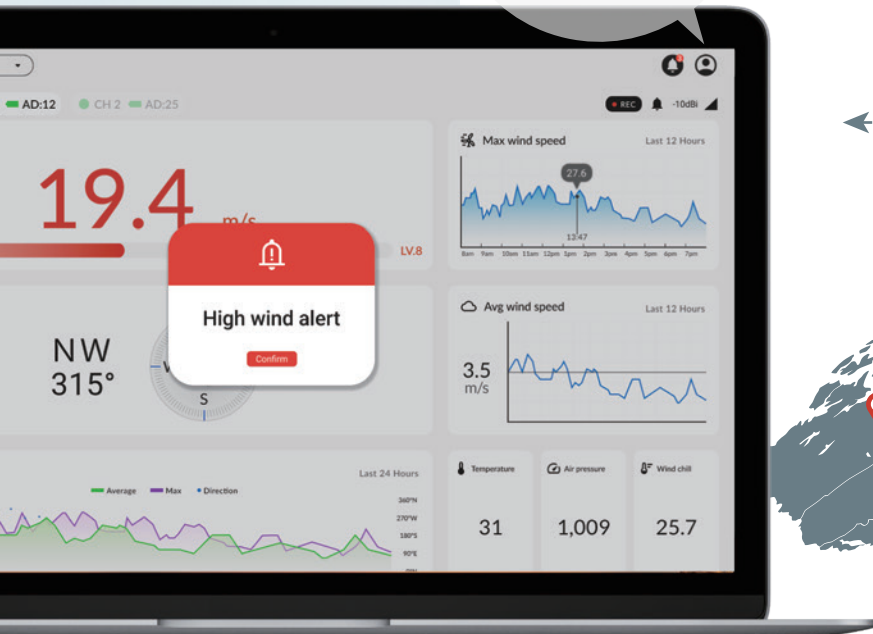 AD:12 CH 2 AD:25
REC -10dBi
19.4 m/s
LV.8
Max wind speed Last 12 Hours
27.6
13:47
8am 9am 10am 11am 12pm 1pm 2pm 3pm 4pm 5pm 6pm 7pm
High wind alert
Confirm
NW
315°
S
Avg wind speed Last 12 Hours
3.5
m/s
Last 24 Hours
Average Max Direction
360°N
270°W
180°S
90°E
Temperature
31
Air pressure
1,009
Wind chill
25.7